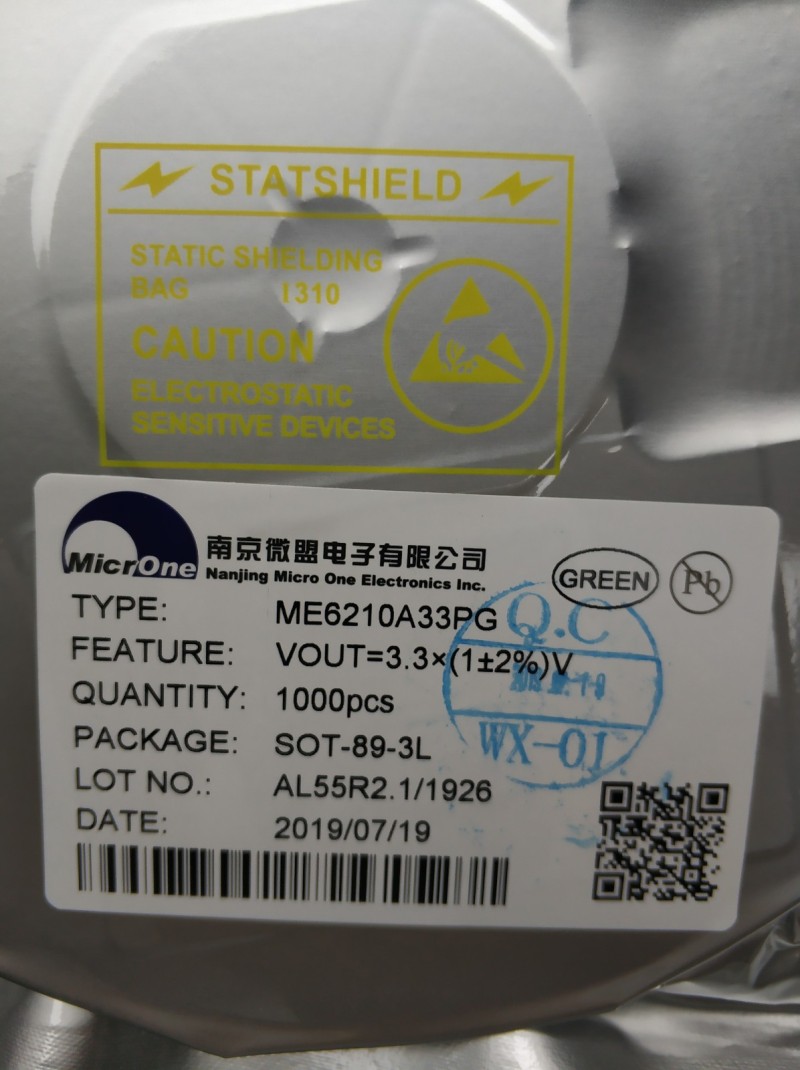 STATSHIELD
STATIC SHIELDING
BAG 1310
CAUTION
ELECTROSTATIC
SENSITIVE DEVICES
MicrOne
南京微盟电子有限公司
Nanjing Micro One Electronics Inc.
GREEN
Pb
TYPE: ME6210A33PG
FEATURE: VOUT=3.3×(1±2%)V
QUANTITY: 1000pcs
PACKAGE: SOT-89-3L
LOT NO.: AL55R2.1/1926
DATE: 2019/07/19
Q.C
WX-01